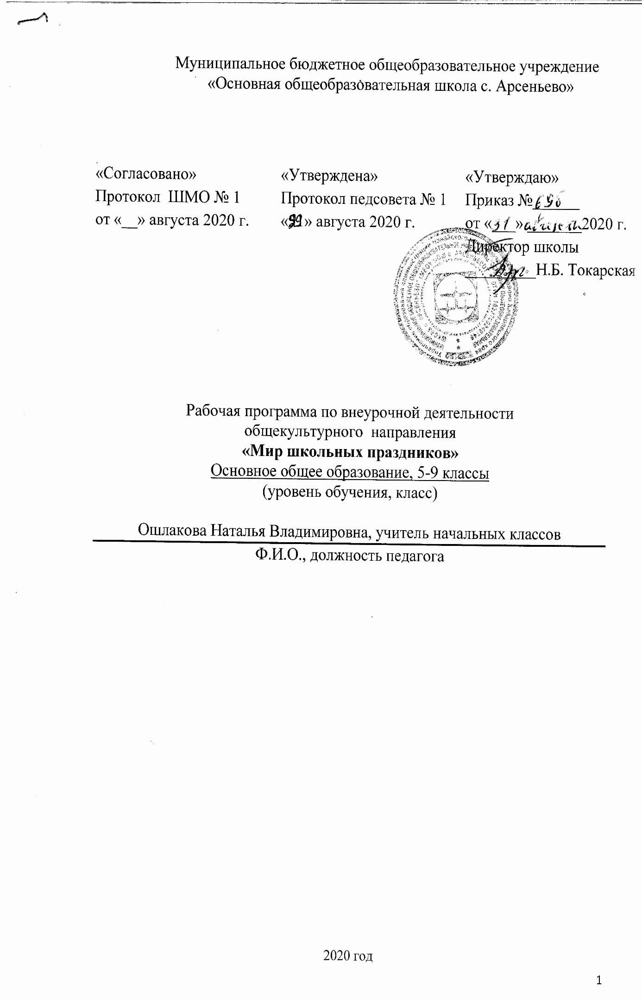 Муниципальное бюджетное общеобразовательное учреждение
«Основная общеобразовательная школа с. Арсеньево»
«Согласовано»
Протокол ШМО № 1
от «__» августа 2020 г.
«Утверждена»
Протокол педсовета № 1
« » августа 2020 г.
«Утверждаю»
Приказ №
от «31» августа 2020 г.
Директор школы
Н.Б. Токарская
Рабочая программа по внеурочной деятельности
общекультурного направления
«Мир школьных праздников»
Основное общее образование, 5-9 классы
(уровень обучения, класс)
Ошлакова Наталья Владимировна, учитель начальных классов
Ф.И.О., должность педагога
2020 год
1